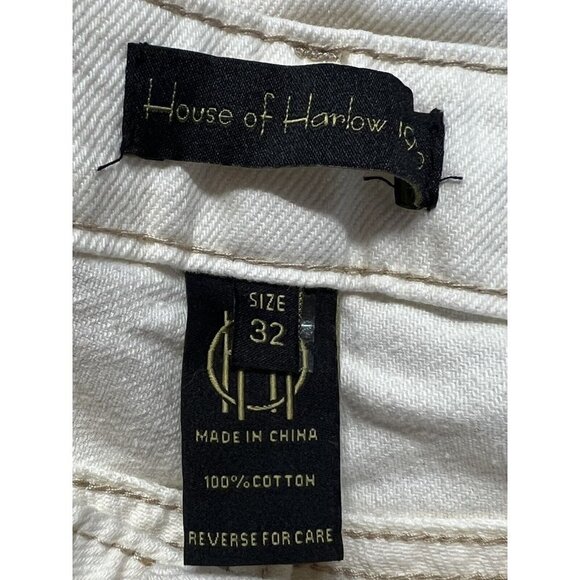 House of Harlow 19
SIZE
32
MADE IN CHINA
100% COTTON
REVERSE FOR CARE